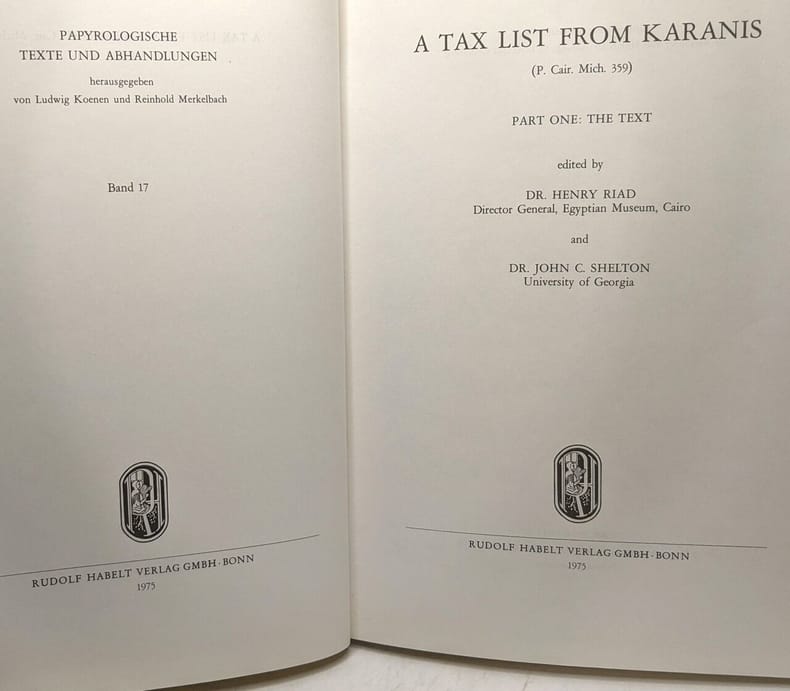 PAPYROLOGISCHE
TEXTE UND ABHANDLUNGEN
herausgegeben
von Ludwig Koenen und Reinhold Merkelbach
Band 17
RUDOLF HABELT VERLAG GMBH · BONN
1975
A TAX LIST FROM KARANIS
(P. Cair. Mich. 359)
PART ONE: THE TEXT
edited by
DR. HENRY RIAD
Director General, Egyptian Museum, Cairo
and
DR. JOHN C. SHELTON
University of Georgia
RUDOLF HABELT VERLAG GMBH · BONN
1975